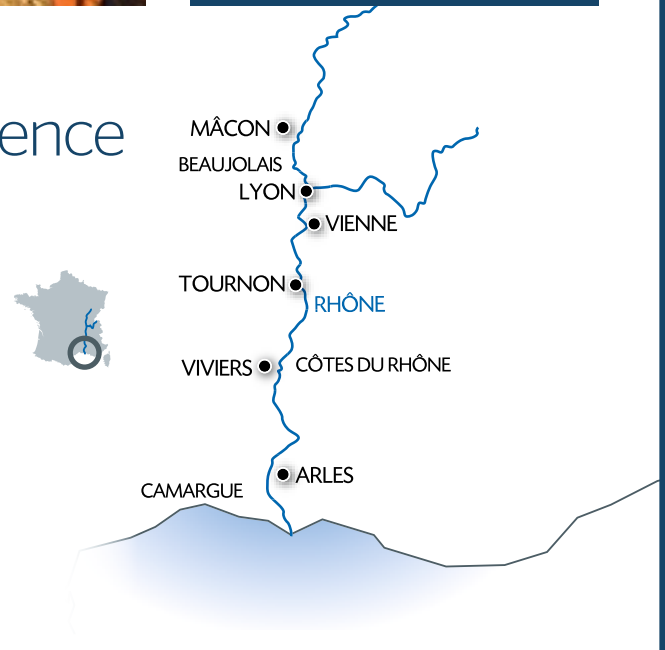 ence
MÂCON
BEAUJOLAIS
LYON
VIENNE
TOURNON
RHÔNE
VIVIERS
CÔTES DU RHÔNE
ARLES
CAMARGUE